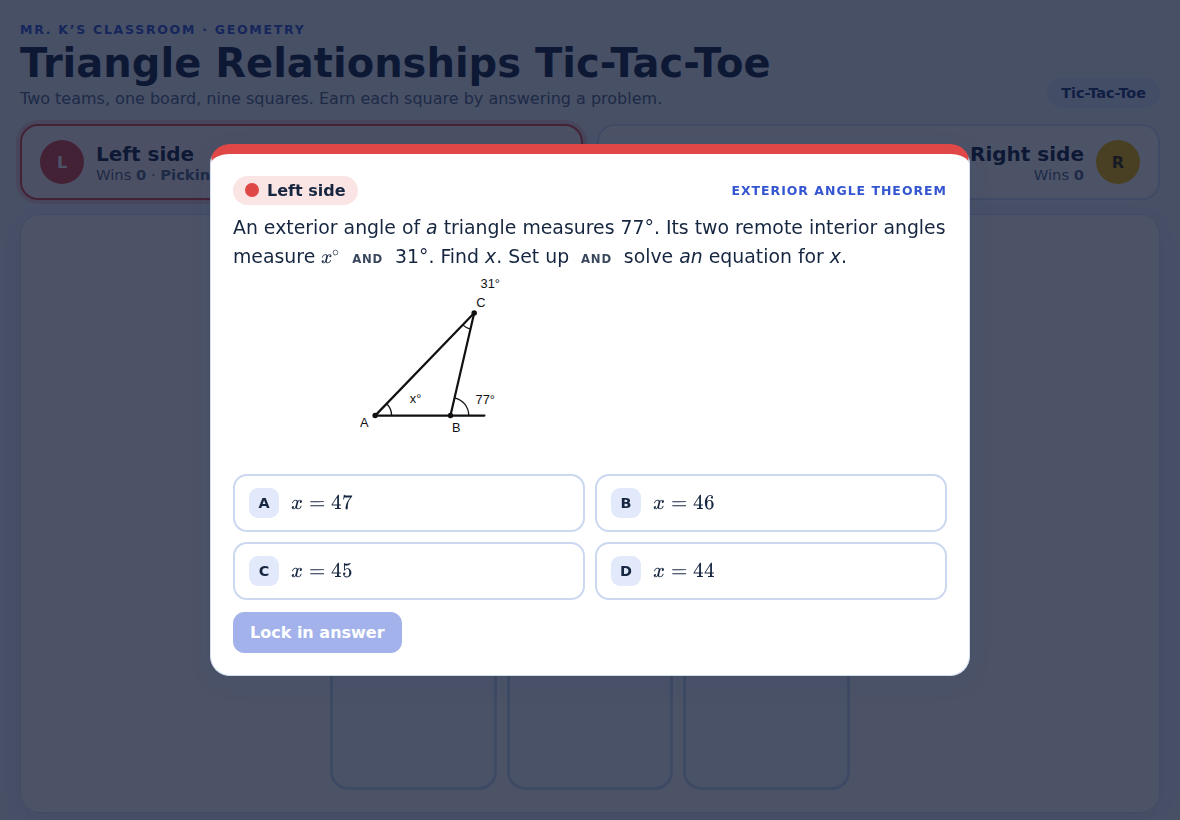 MR. K'S CLASSROOM · GEOMETRY
Triangle Relationships Tic-Tac-Toe
Two teams, one board, nine squares. Earn each square by answering a problem.
Tic-Tac-Toe
L
Left side
Wins 0 · Pickin
Right side
Wins 0
R
Left side
EXTERIOR ANGLE THEOREM
An exterior angle of a triangle measures 77°. Its two remote interior angles
measure x° AND 31°. Find x. Set up AND solve an equation for x.
31°
C
x°
77°
A
B
A x = 47
B x = 46
C x = 45
D x = 44
Lock in answer